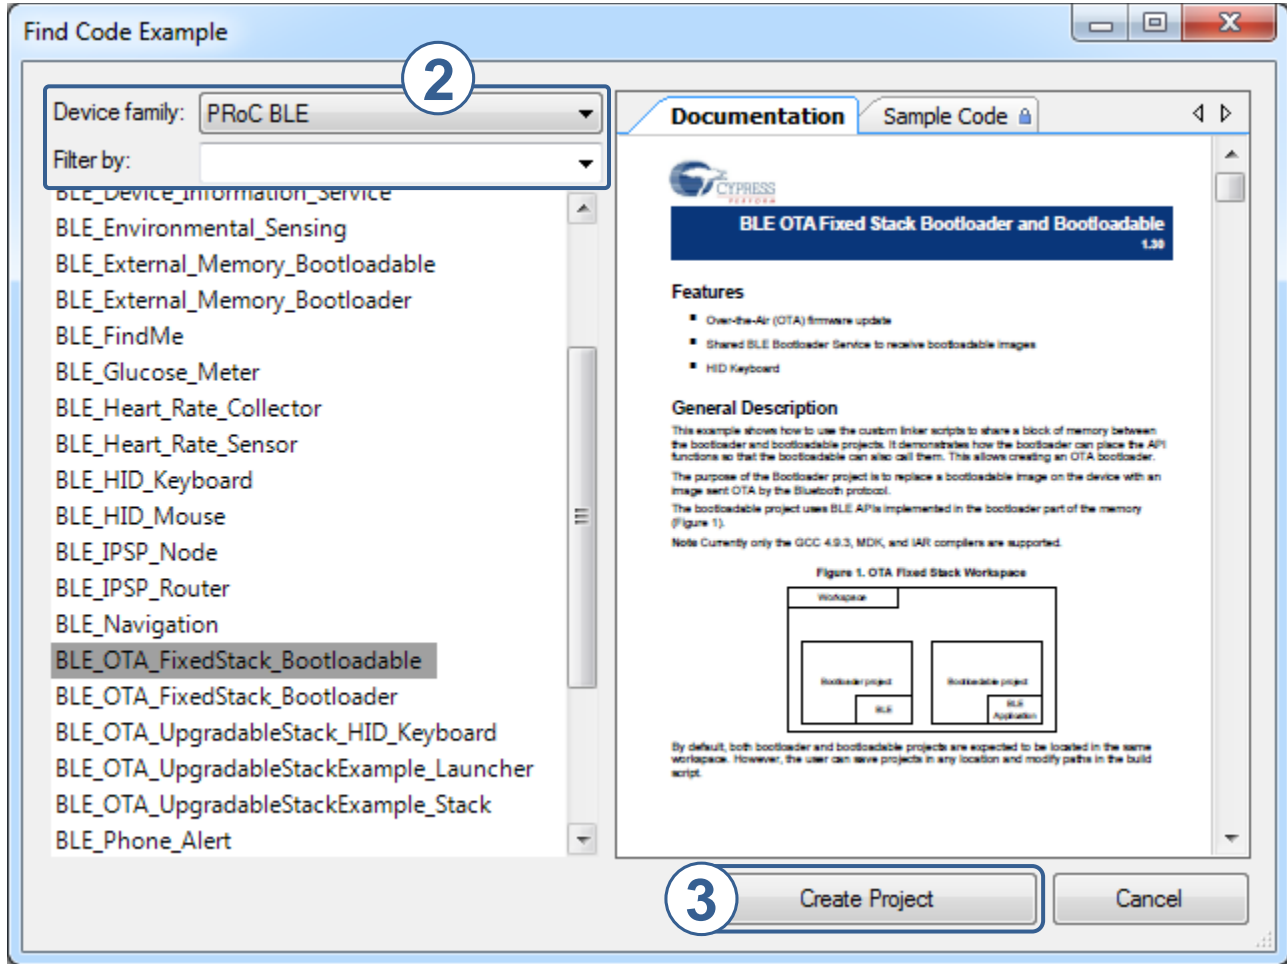 Find Code Example
2
Device family: PRoC BLE
Filter by:
BLE_Device_Information_Service
BLE_Environmental_Sensing
BLE_External_Memory_Bootloadable
BLE_External_Memory_Bootloader
BLE_FindMe
BLE_Glucose_Meter
BLE_Heart_Rate_Collector
BLE_Heart_Rate_Sensor
BLE_HID_Keyboard
BLE_HID_Mouse
BLE_IPSP_Node
BLE_IPSP_Router
BLE_Navigation
BLE_OTA_FixedStack_Bootloadable
BLE_OTA_FixedStack_Bootloader
BLE_OTA_UpgradableStack_HID_Keyboard
BLE_OTA_UpgradableStackExample_Launcher
BLE_OTA_UpgradableStackExample_Stack
BLE_Phone_Alert
Documentation Sample Code
CYPRESS
PERFORM
BLE OTA Fixed Stack Bootloader and Bootloadable
1.30
Features
▪ Over-the-Air (OTA) firmware update
▪ Shared BLE Bootloader Service to receive bootloadable images
▪ HID Keyboard
General Description
This example shows how to use the custom linker scripts to share a block of memory between
the bootloader and bootloadable projects. It demonstrates how the bootloader can place the API
functions so that the bootloadable can also call them. This allows creating an OTA bootloader.
The purpose of the Bootloader project is to replace a bootloadable image on the device with an
image sent OTA by the Bluetooth protocol.
The bootloadable project uses BLE APIs implemented in the bootloader part of the memory
(Figure 1).
Note Currently only the GCC 4.9.3, MDK, and IAR compilers are supported.
Figure 1. OTA Fixed Stack Workspace
Workspace
Bootloader project
BLE
Bootloadable project
BLE
Application
By default, both bootloader and bootloadable projects are expected to be located in the same
workspace. However, the user can save projects in any location and modify paths in the build
script.
3
Create Project
Cancel